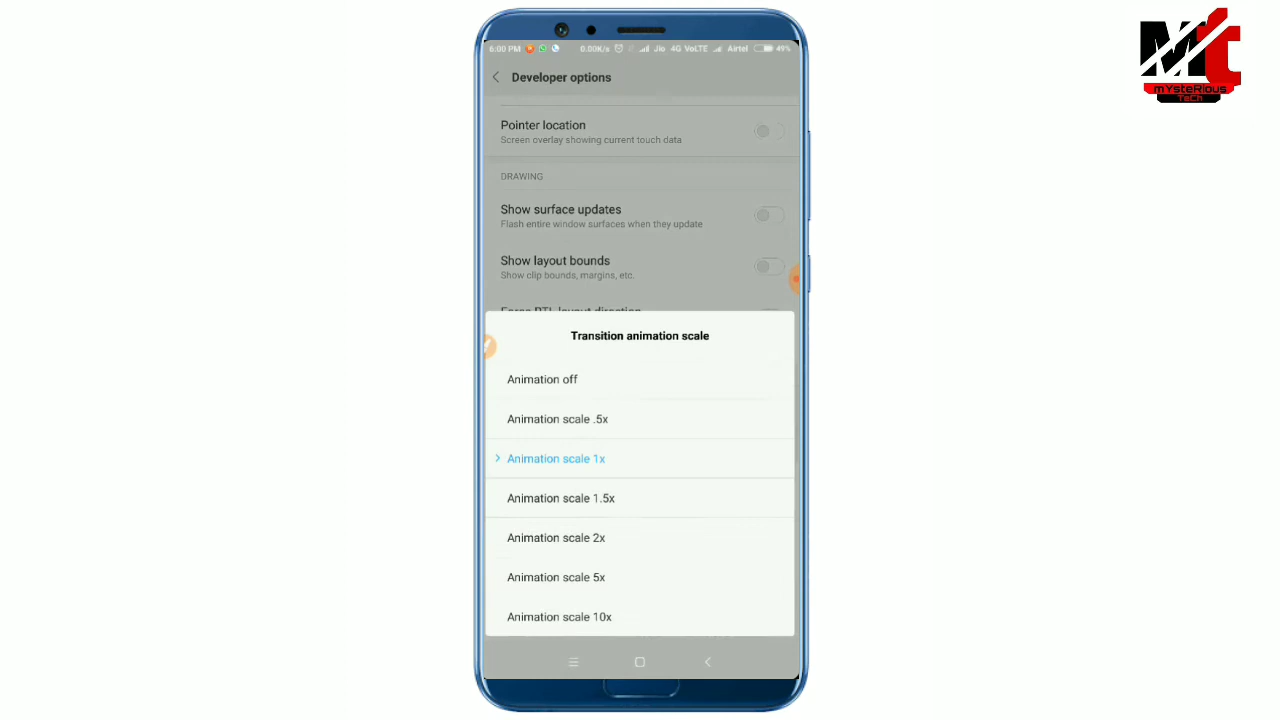 6:00 PM 0.00K/s Jio 4G VoLTE Airtel 49%
Mt
mYsteRIous
TeCh
Developer options
Pointer location
Screen overlay showing current touch data
DRAWING
Show surface updates
Flash entire window surfaces when they update
Show layout bounds
Show clip bounds, margins, etc.
Force RTL layout direction
Transition animation scale
Animation off
Animation scale .5x
Animation scale 1x
Animation scale 1.5x
Animation scale 2x
Animation scale 5x
Animation scale 10x